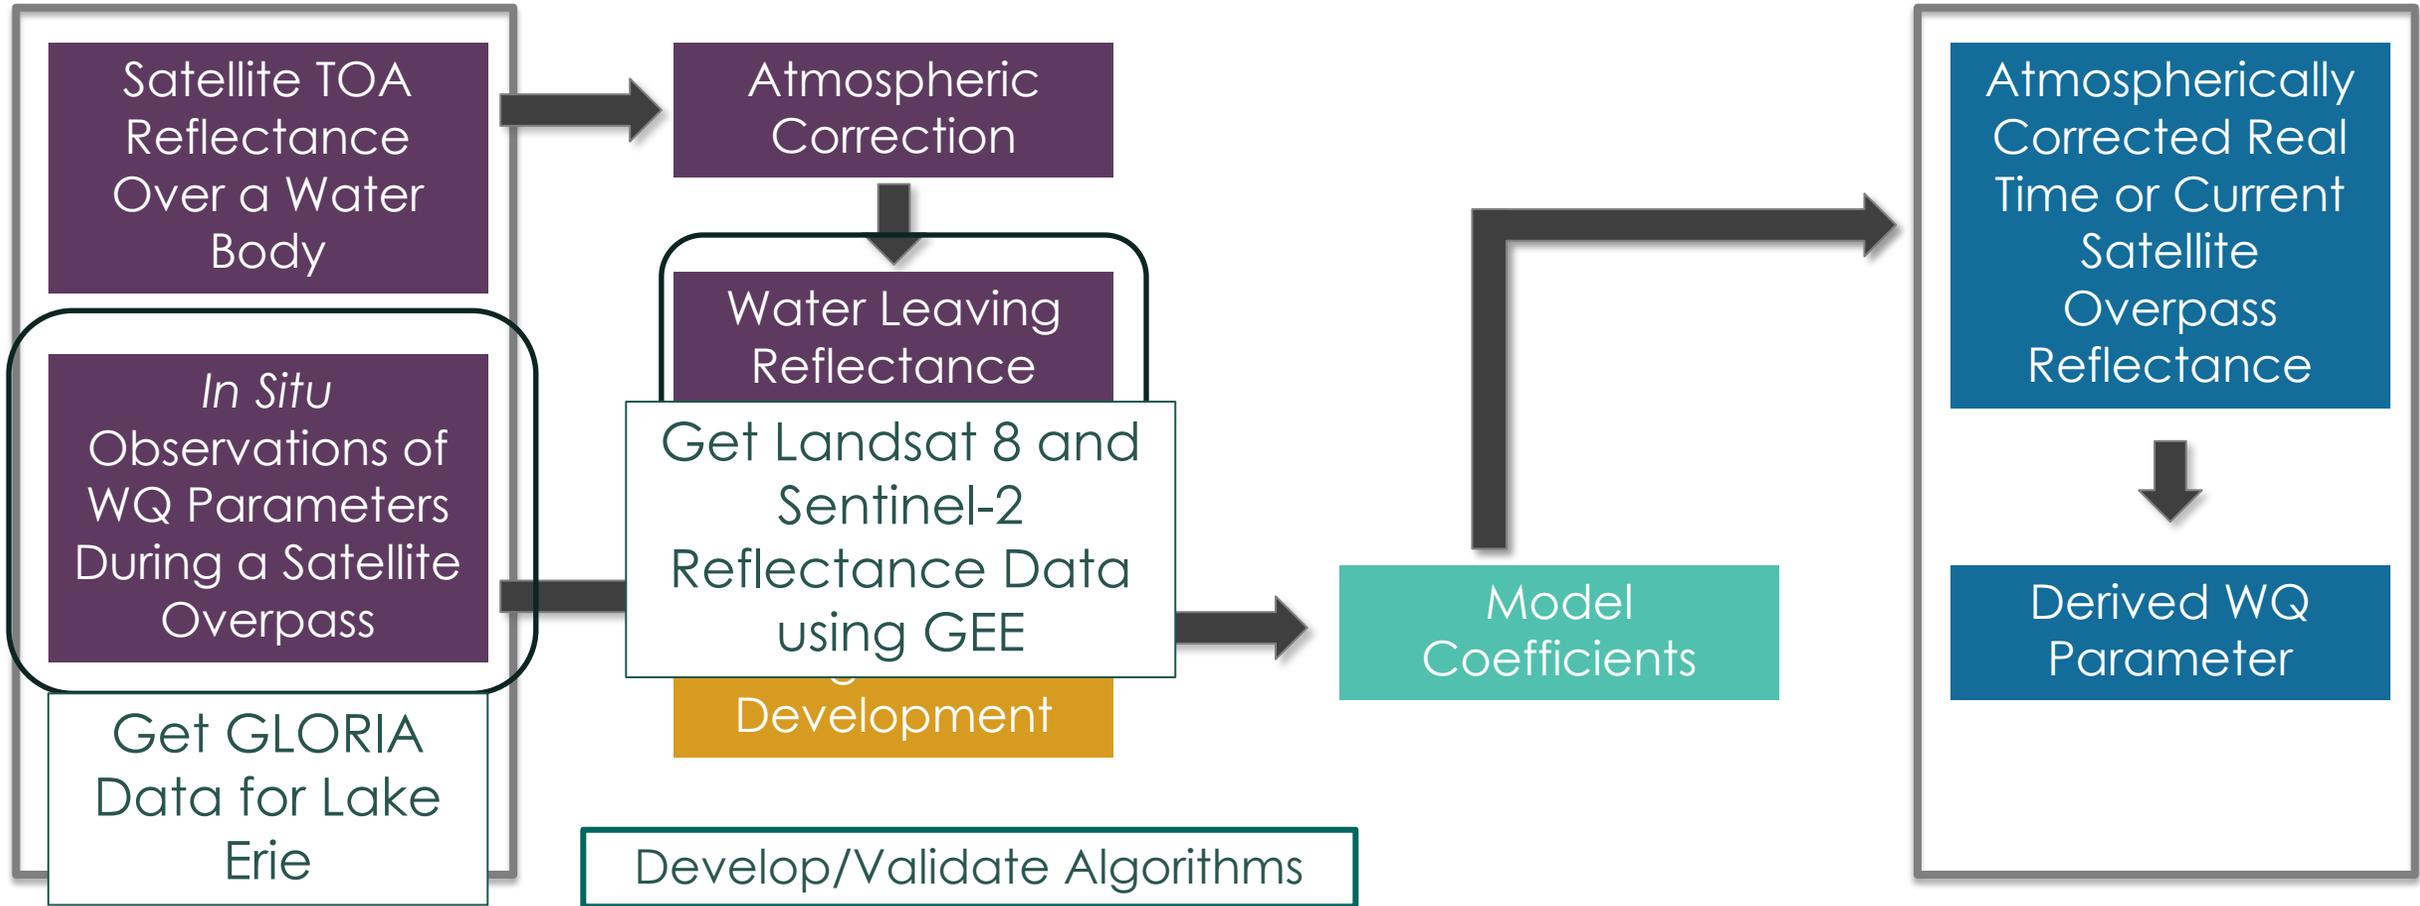 Satellite TOA
Reflectance
Over a Water
Body
In Situ
Observations of
WQ Parameters
During a Satellite
Overpass
Get GLORIA
Data for Lake
Erie
Atmospheric
Correction
Water Leaving
Reflectance
Get Landsat 8 and
Sentinel-2
Reflectance Data
using GEE
Development
Develop/Validate Algorithms
Model
Coefficients
Atmospherically
Corrected Real
Time or Current
Satellite
Overpass
Reflectance
Derived WQ
Parameter